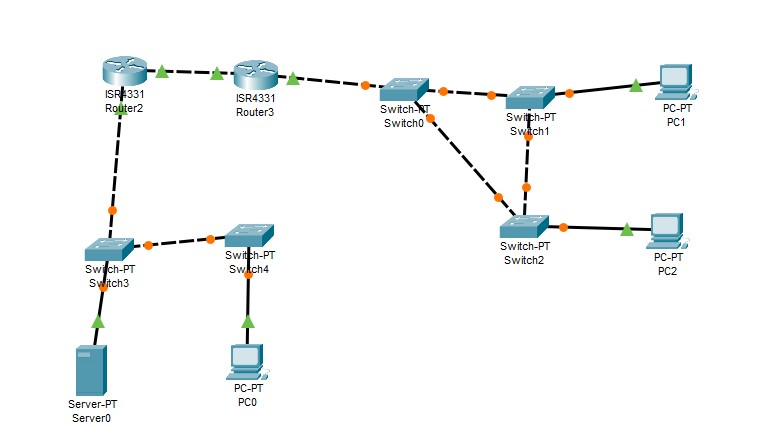 ISR4331
Router2
ISR4331
Router3
Switch-PT
Switch0
Switch-PT
Switch1
PC-PT
PC1
Switch-PT
Switch2
PC-PT
PC2
Switch-PT
Switch3
Switch-PT
Switch4
Server-PT
Server0
PC-PT
PC0